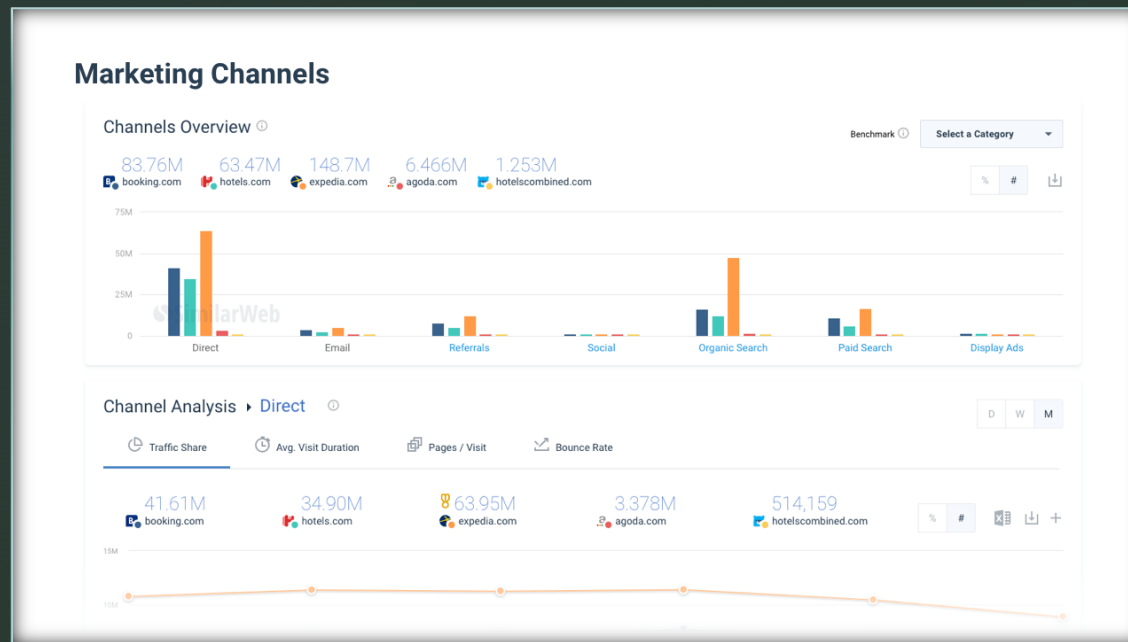 Marketing Channels
Channels Overview
Benchmark
Select a Category
83.76M 63.47M 148.7M 6.466M 1.253M
booking.com hotels.com expedia.com agoda.com hotelscombined.com
% #
75M
50M
25M
0
SimilarWeb
Direct Email Referrals Social Organic Search Paid Search Display Ads
Channel Analysis Direct
D W M
Traffic Share Avg. Visit Duration Pages / Visit Bounce Rate
41.61M 34.90M 63.95M 3.378M 514,159
booking.com hotels.com expedia.com agoda.com hotelscombined.com
% #
15M
10M